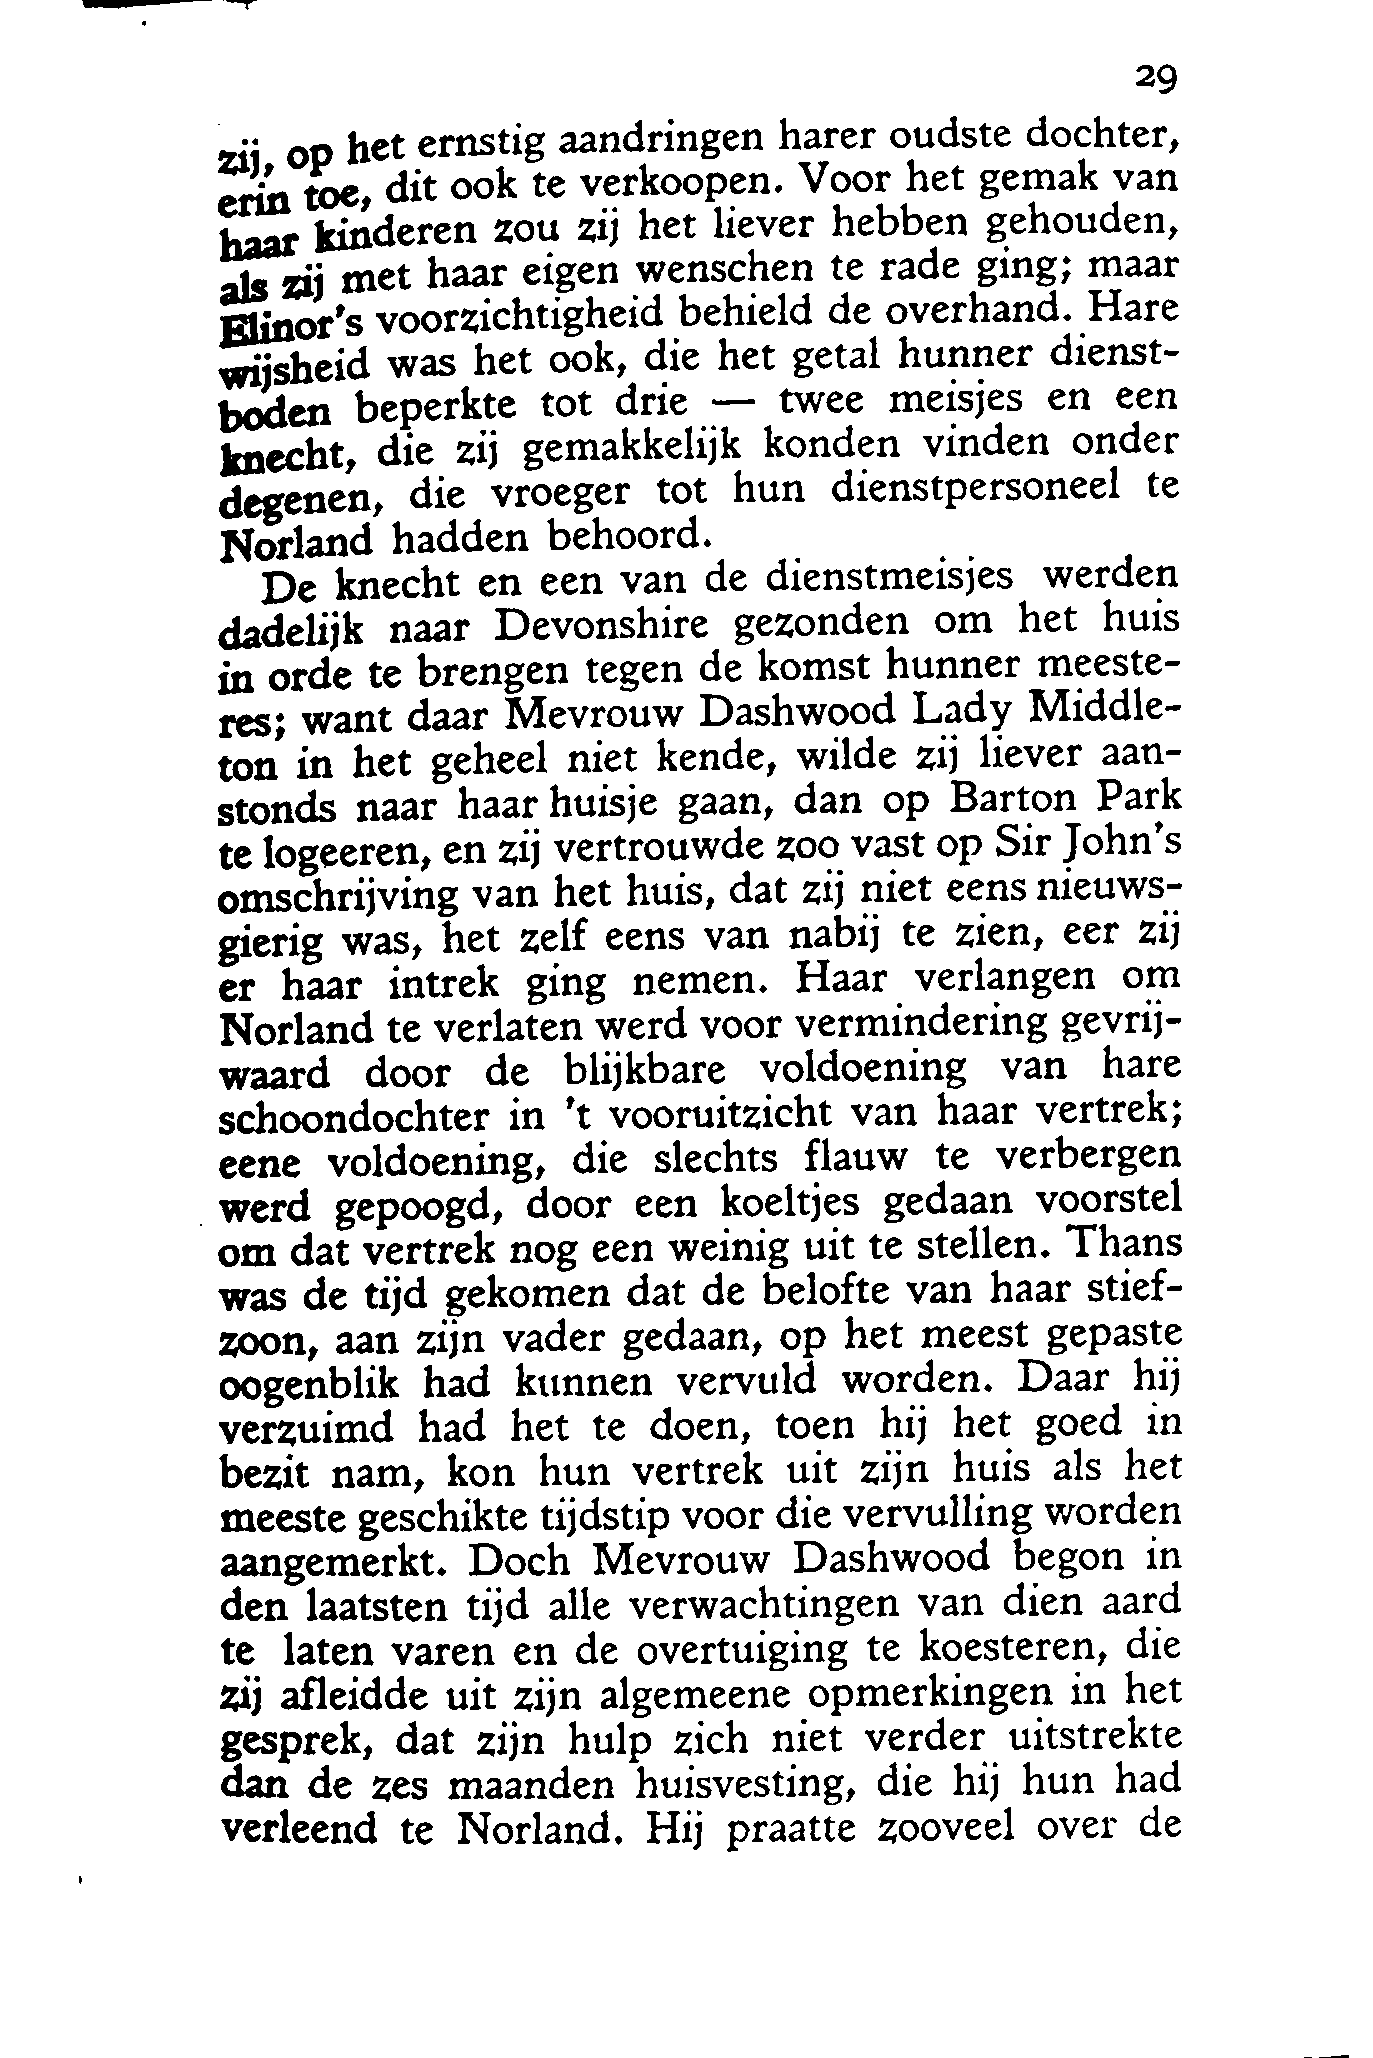 29
zij, op het ernstig aandringen harer oudste dochter,
erin toe, dit ook te verkoopen. Voor het gemak van
haar kinderen zou zij het liever hebben gehouden,
als zij met haar eigen wenschen te rade ging; maar
Elinor's voorzichtigheid behield de overhand. Hare
wijsheid was het ook, die het getal hunner dienst-
boden beperkte tot drie — twee meisjes en een
knecht, die zij gemakkelijk konden vinden onder
degenen, die vroeger tot hun dienstpersoneel te
Norland hadden behoord.
De knecht en een van de dienstmeisjes werden
dadelijk naar Devonshire gezonden om het huis
in orde te brengen tegen de komst hunner meeste-
res; want daar Mevrouw Dashwood Lady Middle-
ton in het geheel niet kende, wilde zij liever aan-
stonds naar haar huisje gaan, dan op Barton Park
te logeeren, en zij vertrouwde zoo vast op Sir John's
omschrijving van het huis, dat zij niet eens nieuws-
gierig was, het zelf eens van nabij te zien, eer zij
er haar intrek ging nemen. Haar verlangen om
Norland te verlaten werd voor vermindering gevrij-
waard door de blijkbare voldoening van hare
schoondochter in 't vooruitzicht van haar vertrek;
eene voldoening, die slechts flauw te verbergen
werd gepoogd, door een koeltjes gedaan voorstel
om dat vertrek nog een weinig uit te stellen. Thans
was de tijd gekomen dat de belofte van haar stief-
zoon, aan zijn vader gedaan, op het meest gepaste
oogenblik had kunnen vervuld worden. Daar hij
verzuimd had het te doen, toen hij het goed in
bezit nam, kon hun vertrek uit zijn huis als het
meeste geschikte tijdstip voor die vervulling worden
aangemerkt. Doch Mevrouw Dashwood begon in
den laatsten tijd alle verwachtingen van dien aard
te laten varen en de overtuiging te koesteren, die
zij afleidde uit zijn algemeene opmerkingen in het
gesprek, dat zijn hulp zich niet verder uitstrekte
dan de zes maanden huisvesting, die hij hun had
verleend te Norland. Hij praatte zooveel over de